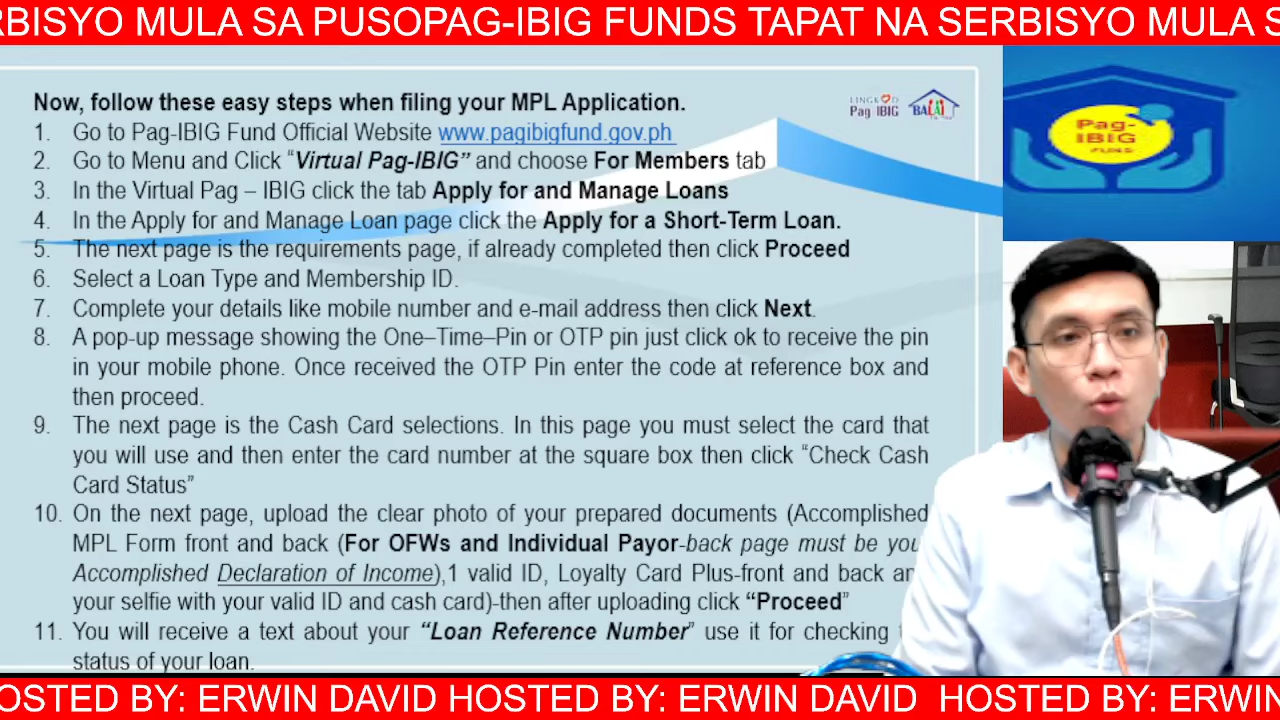 RBISYO MULA SA PUSOPAG-IBIG FUNDS TAPAT NA SERBISYO MULA S
Now, follow these easy steps when filing your MPL Application.
LINGKOD
Pag-IBIG
BALAI
Pag-
IBIG
FUND
1. Go to Pag-IBIG Fund Official Website www.pagibigfund.gov.ph
2. Go to Menu and Click “Virtual Pag-IBIG” and choose For Members tab
3. In the Virtual Pag – IBIG click the tab Apply for and Manage Loans
4. In the Apply for and Manage Loan page click the Apply for a Short-Term Loan.
5. The next page is the requirements page, if already completed then click Proceed
6. Select a Loan Type and Membership ID.
7. Complete your details like mobile number and e-mail address then click Next.
8. A pop-up message showing the One–Time–Pin or OTP pin just click ok to receive the pin
in your mobile phone. Once received the OTP Pin enter the code at reference box and
then proceed.
9. The next page is the Cash Card selections. In this page you must select the card that
you will use and then enter the card number at the square box then click “Check Cash
Card Status”
10. On the next page, upload the clear photo of your prepared documents (Accomplished
MPL Form front and back (For OFWs and Individual Payor-back page must be you
Accomplished Declaration of Income),1 valid ID, Loyalty Card Plus-front and back an
your selfie with your valid ID and cash card)-then after uploading click “Proceed”
11. You will receive a text about your “Loan Reference Number” use it for checking
status of your loan.
OSTED BY: ERWIN DAVID HOSTED BY: ERWIN DAVID HOSTED BY: ERWIN